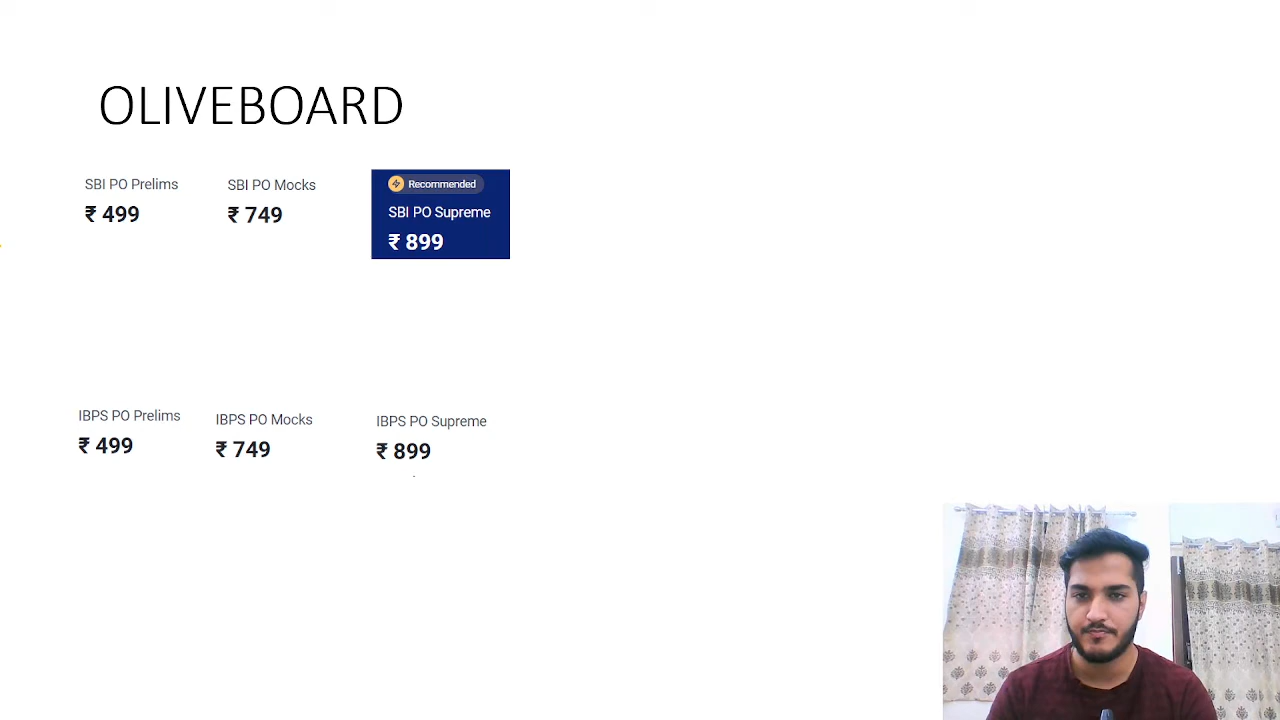 OLIVEBOARD
SBI PO Prelims
₹ 499
SBI PO Mocks
₹ 749
Recommended
SBI PO Supreme
₹ 899
IBPS PO Prelims
₹ 499
IBPS PO Mocks
₹ 749
IBPS PO Supreme
₹ 899